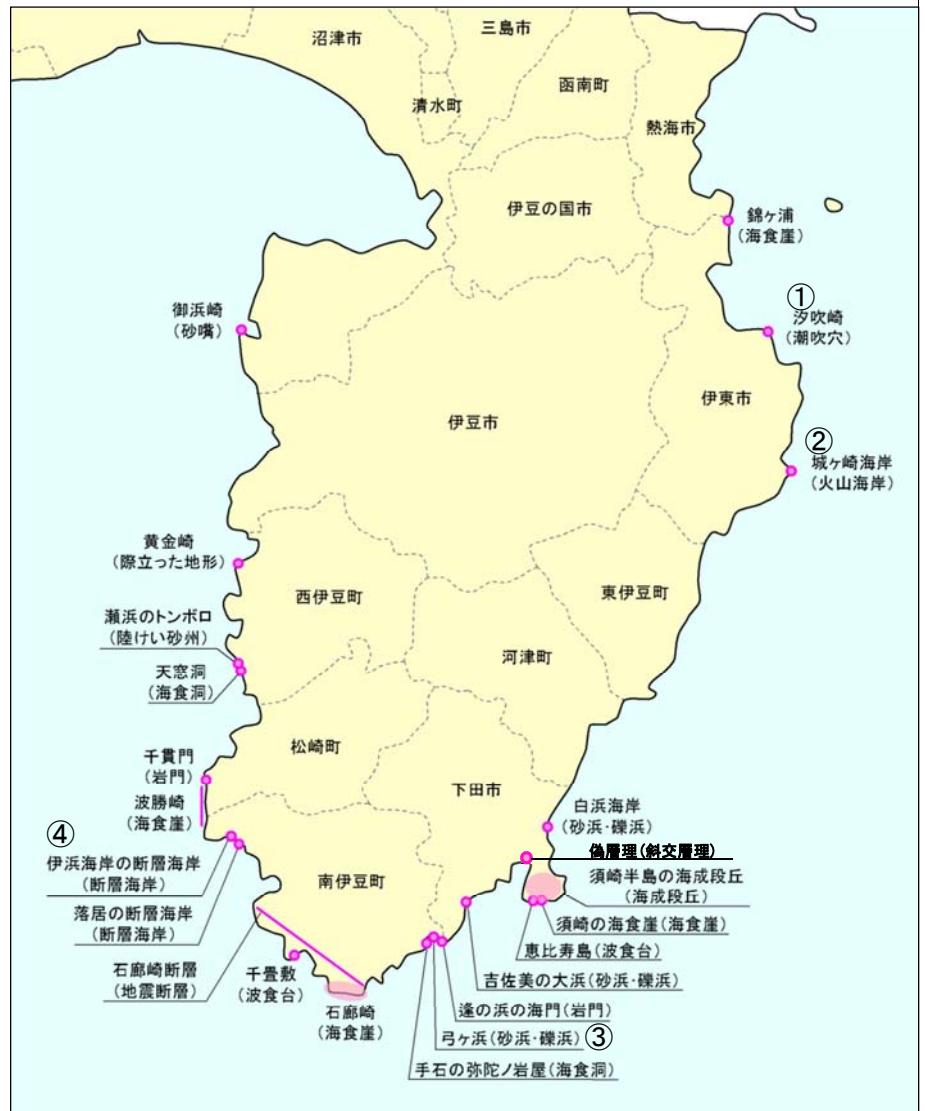 沼津市
三島市
函南町
清水町
熱海市
伊豆の国市
錦ヶ浦
(海食崖)
①
汐吹崎
(潮吹穴)
御浜崎
(砂嘴)
伊東市
伊豆市
②
城ヶ崎海岸
(火山海岸)
黄金崎
(際立った地形)
西伊豆町
東伊豆町
瀬浜のトンボロ
(陸けい砂州)
河津町
天窓洞
(海食洞)
松崎町
千貫門
(岩門)
下田市
波勝崎
(海食崖)
白浜海岸
(砂浜・礫浜)
④
伊浜海岸の断層海岸
(断層海岸)
偽層理(斜交層理)
須崎半島の海成段丘
(海成段丘)
南伊豆町
落居の断層海岸
(断層海岸)
須崎の海食崖(海食崖)
恵比寿島(波食台)
石廊崎断層
(地震断層)
千畳敷
(波食台)
吉佐美の大浜(砂浜・礫浜)
石廊崎
(海食崖)
逢の浜の海門(岩門)
弓ヶ浜(砂浜・礫浜)③
手石の弥陀ノ岩屋(海食洞)